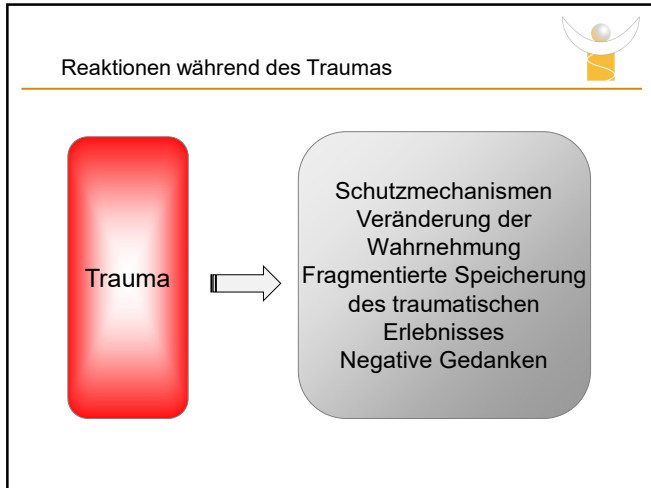 Reaktionen während des Traumas
Trauma
Schutzmechanismen
Veränderung der
Wahrnehmung
Fragmentierte Speicherung
des traumatischen
Erlebnisses
Negative Gedanken